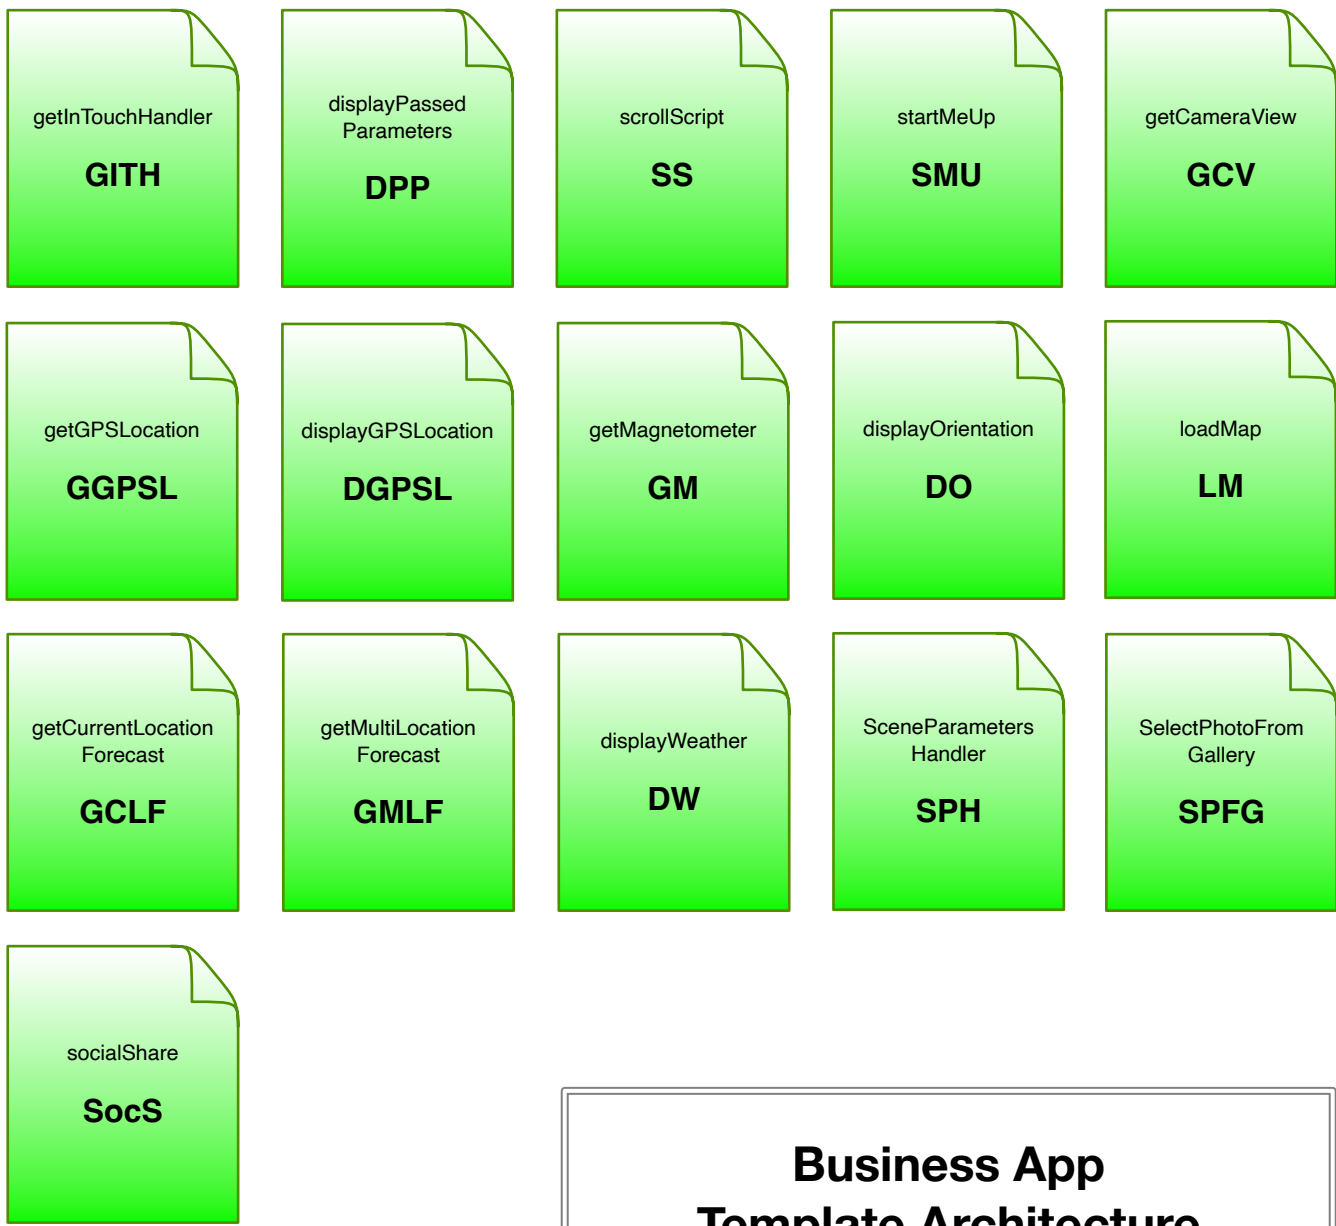 getInTouchHandler
GITH
displayPassed
Parameters
DPP
scrollScript
SS
startMeUp
SMU
getCameraView
GCV
getGPSLocation
GGPSL
displayGPSLocation
DGPSL
getMagnetometer
GM
displayOrientation
DO
loadMap
LM
getCurrentLocation
Forecast
GCLF
getMultiLocation
Forecast
GMLF
displayWeather
DW
SceneParameters
Handler
SPH
SelectPhotoFrom
Gallery
SPFG
socialShare
SocS
Business App
Template Architecture